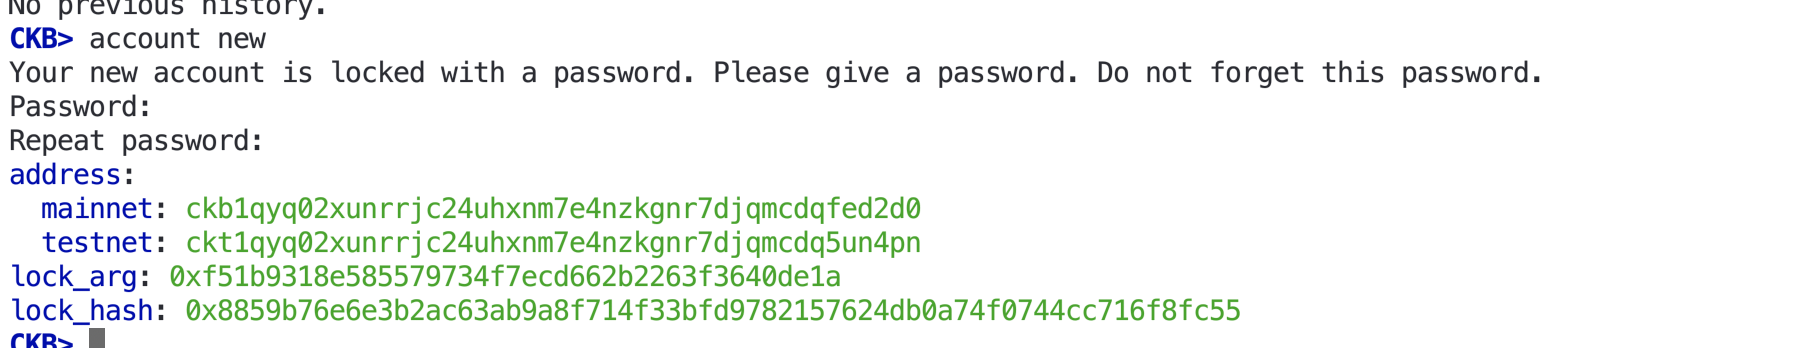 No previous history.
CKB> account new
Your new account is locked with a password. Please give a password. Do not forget this password.
Password:
Repeat password:
address:
  mainnet: ckb1qyq02xunrrjc24uhxnm7e4nzkgnr7djqmcdqfed2d0
  testnet: ckt1qyq02xunrrjc24uhxnm7e4nzkgnr7djqmcdq5un4pn
lock_arg: 0xf51b9318e585579734f7ecd662b2263f3640de1a
lock_hash: 0x8859b76e6e3b2ac63ab9a8f714f33bfd9782157624db0a74f0744cc716f8fc55
CKB>